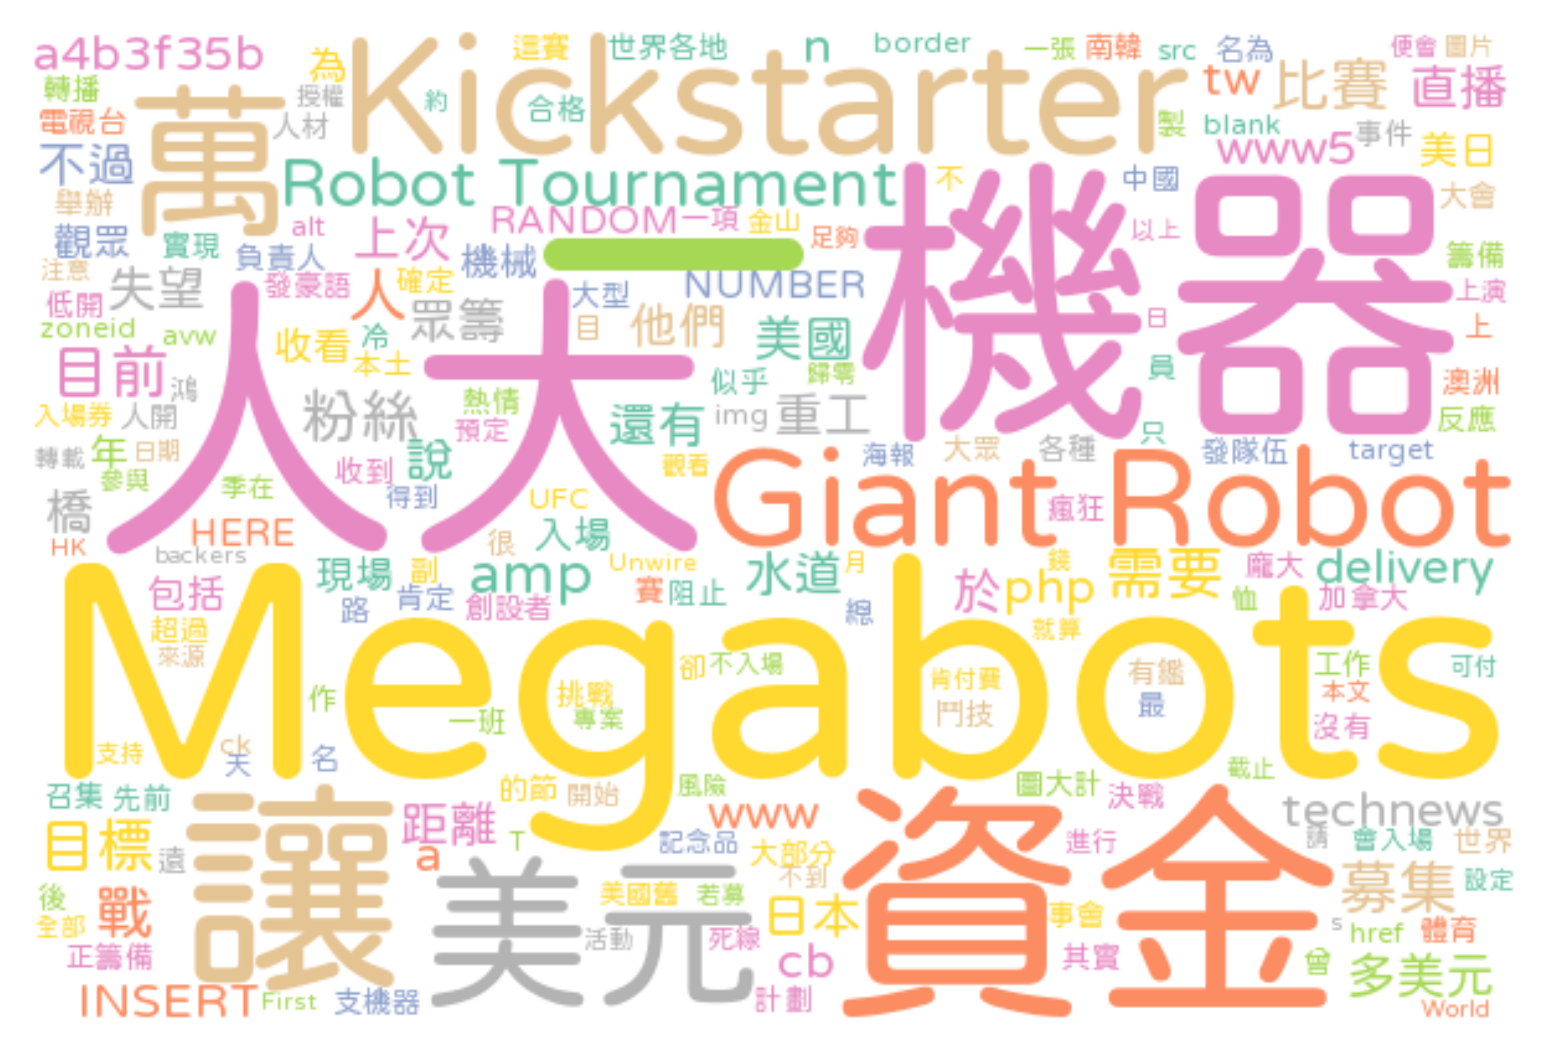 a4b3f35b 為 這賽 世界各地 n border 一張 南韓 src 名為 便會 圖片
轉播 授權 Kickstarter 約 合格 tw 比賽 直播
電視台 萬 人材 製 blank www5 事件 美日
不過 Robot Tournament 不 中國 大會
舉辦 alt RANDOM 一項 金山 足夠 機器 以上
觀眾 實現 負責人 上次 機械 一 籌備
注意 失望 發豪語 人 確定 NUMBER 上演
低開 眾籌 大型
zoneid avw 收看 冷 目 他們 美國 日 上
目前 本土 人大 似乎 歸零 員 澳洲
鴻 粉絲 熱情 還有 img 重工 反應
入場券 人開 預定 只
轉載 年 日期 說 觀看 海報 大眾 各種 發隊伍 target
參與 季在 收到 得到 UFC Giant Robot 瘋狂
橋 HERE 很 入場
HK backers Unwire 月 錢
包括 現場 副 amp 賽 阻止 水道 於 php 需要 龐大 delivery
路 肯定 創設者 總 恤 加拿大
超過 Megabots 就算
來源 卻 不入場 肯付費 有鑑 工作 可付
作 一班 挑戰 專案 鬥技 最 本文
支持 ck 天 名 沒有
召集 先前 的節 開始 風險 圖大計 決戰 截止
目標 遠 讓 距離 T www 資金 technews
a 記念品 大部分 進行 請 會入場 世界
後 戰 美元 美國舊 若募 不到 募集 設定
全部 日本 事會 s href 體育
正籌備 活動 死線 cb 其實 曾 多美元
INSERT First 支機器 計劃 World